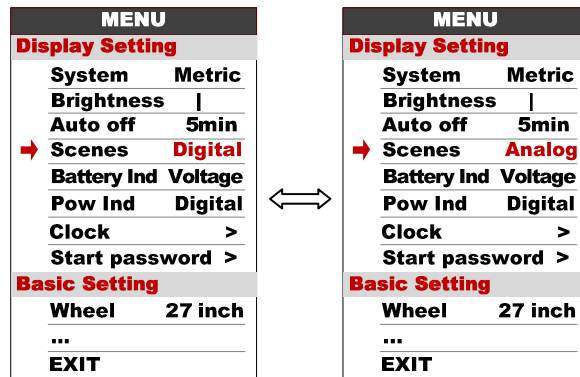 MENU
Display Setting
System Metric
Brightness |
Auto off 5min
Scenes Digital
Battery Ind Voltage
Pow Ind Digital
Clock >
Start password >
Basic Setting
Wheel 27 inch
...
EXIT
MENU
Display Setting
System Metric
Brightness |
Auto off 5min
Scenes Analog
Battery Ind Voltage
Pow Ind Digital
Clock >
Start password >
Basic Setting
Wheel 27 inch
...
EXIT